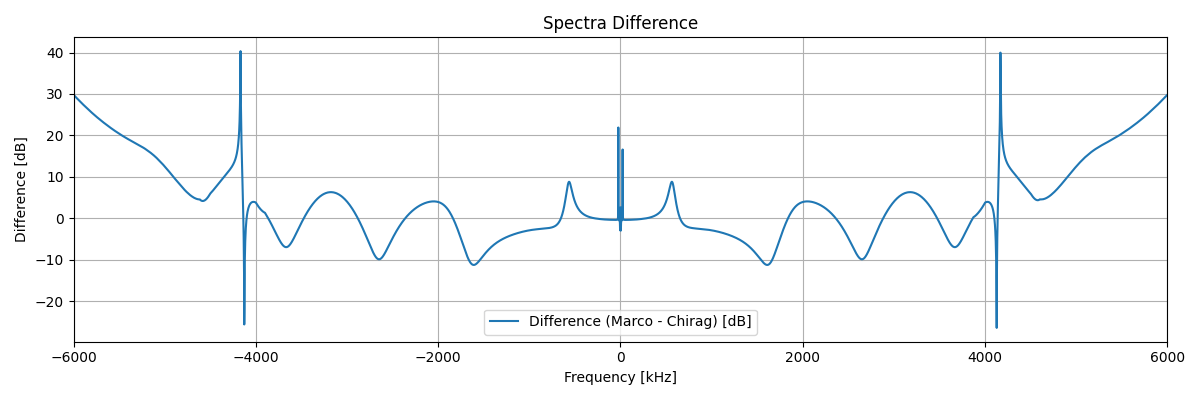 Spectra Difference
Difference [dB]
40
30
20
10
0
−10
−20
Difference (Marco - Chirag) [dB]
−6000 −4000 −2000 0 2000 4000 6000
Frequency [kHz]